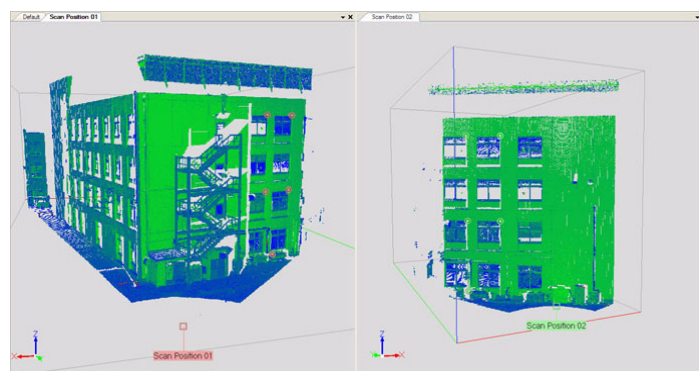 Default
Scan Position 01
Scan Position 02
Z
X
Scan Position 01
Z
X
Scan Position 02